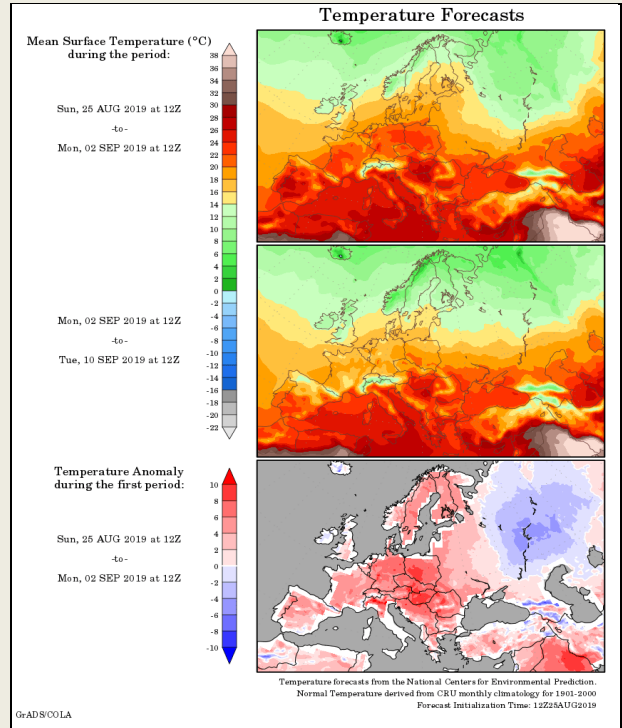 Temperature Forecasts
Mean Surface Temperature (°C)
during the period:
Sun, 25 AUG 2019 at 12Z
-to-
Mon, 02 SEP 2019 at 12Z
38
36
34
32
30
28
26
24
22
20
18
16
14
12
10
8
6
4
2
0
-2
-4
-6
-8
-10
-12
-14
-16
-18
-20
-22
Mon, 02 SEP 2019 at 12Z
-to-
Tue, 10 SEP 2019 at 12Z
Temperature Anomaly
during the first period:
Sun, 25 AUG 2019 at 12Z
-to-
Mon, 02 SEP 2019 at 12Z
10
8
6
4
2
0
-2
-4
-6
-8
-10
Temperature forecasts from the National Centers for Environmental Prediction.
Normal Temperature derived from CRU monthly climatology for 1901-2000
Forecast Initialization Time: 12Z25AUG2019
GrADS/COLA